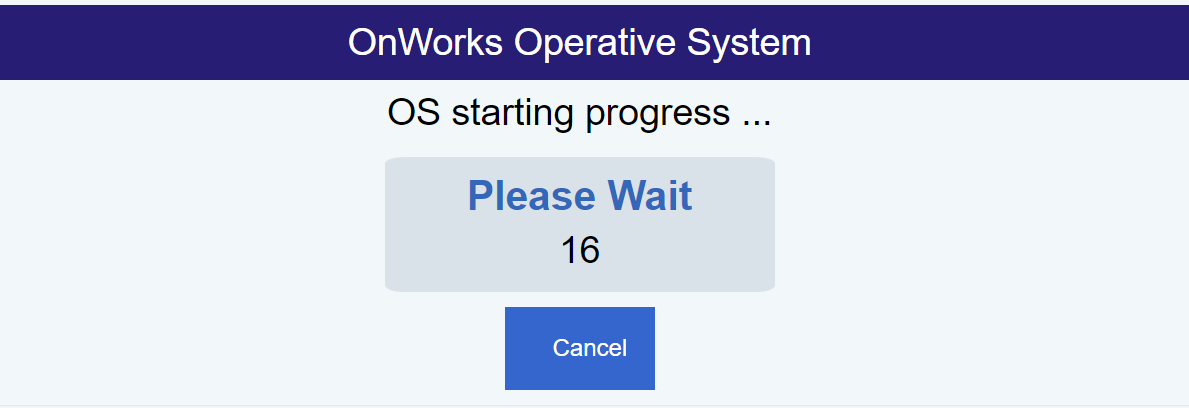 OnWorks Operative System
OS starting progress ...
Please Wait
16
Cancel